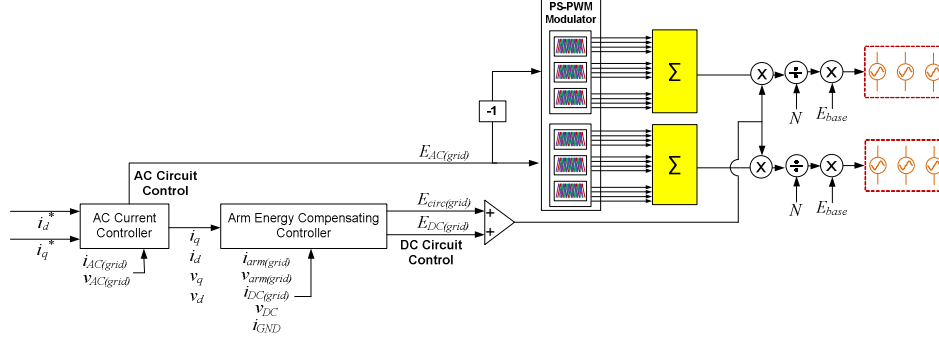 PS-PWM
Modulator
Σ
X
÷
X
N
E_base
-1
E_AC(grid)
Σ
X
÷
X
N
E_base
AC Circuit
Control
i_d*
i_q*
AC Current
Controller
i_AC(grid)
v_AC(grid)
i_q
i_d
v_q
v_d
Arm Energy Compensating
Controller
i_arm(grid)
v_arm(grid)
i_DC(grid)
v_DC
i_GND
E_circ(grid)
E_DC(grid)
DC Circuit
Control
+
+